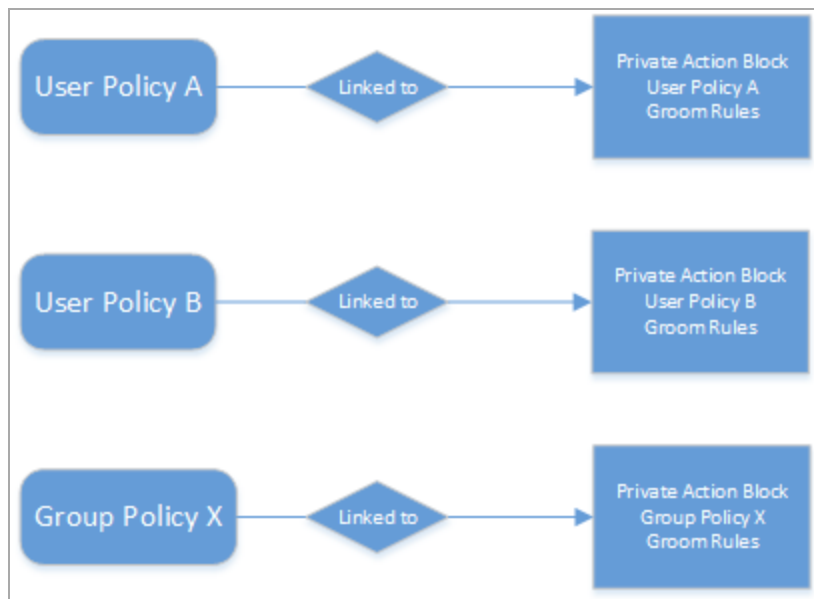 User Policy A
Linked to
Private Action Block
User Policy A
Groom Rules
User Policy B
Linked to
Private Action Block
User Policy B
Groom Rules
Group Policy X
Linked to
Private Action Block
Group Policy X
Groom Rules